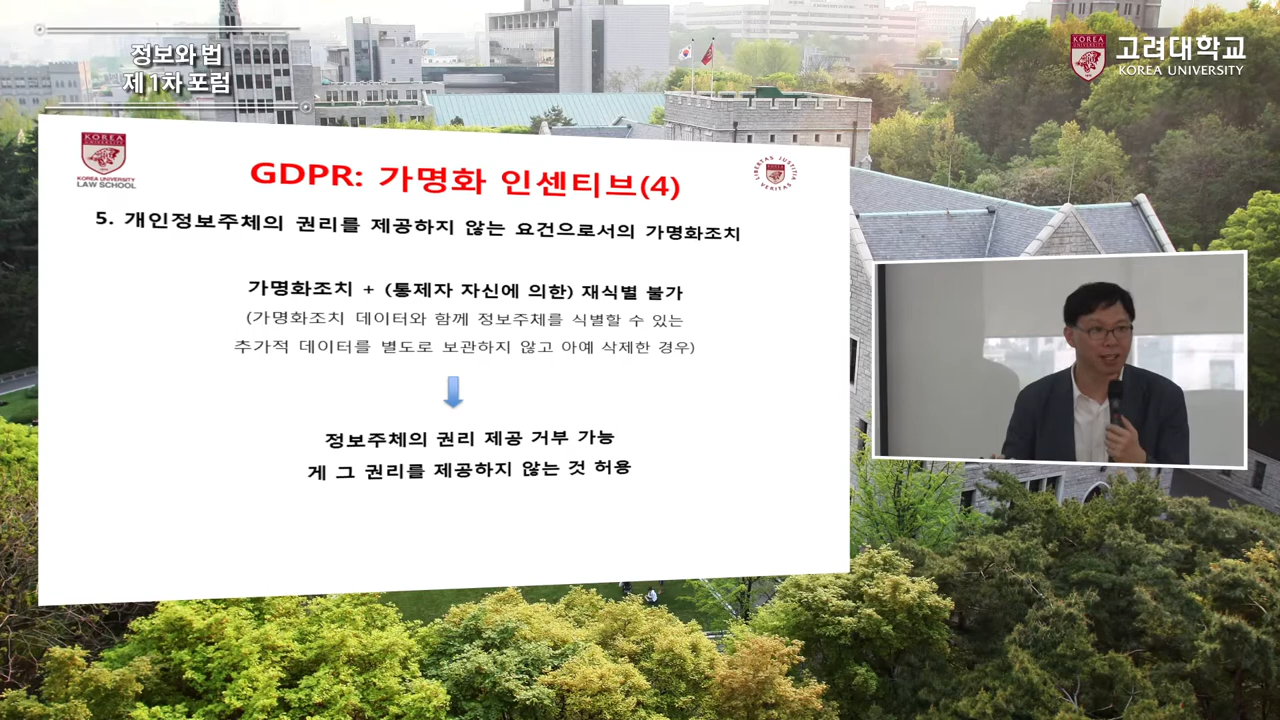 정보와 법
제 1차 포럼
KOREA
고려대학교
KOREA UNIVERSITY
KOREA
KOREA UNIVERSITY
LAW SCHOOL
LIBERTAS JUSTITIA
VERITAS
GDPR: 가명화 인센티브(4)
5. 개인정보주체의 권리를 제공하지 않는 요건으로서의 가명화조치
가명화조치 + (통제자 자신에 의한) 재식별 불가
(가명화조치 데이터와 함께 정보주체를 식별할 수 있는
추가적 데이터를 별도로 보관하지 않고 아예 삭제한 경우)
정보주체의 권리 제공 거부 가능
게 그 권리를 제공하지 않는 것 허용